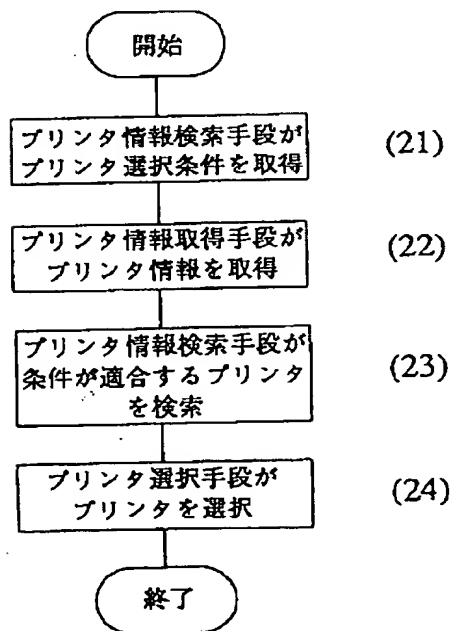 開始
プリンタ情報検索手段が
プリンタ選択条件を取得
(21)
プリンタ情報取得手段が
プリンタ情報を取得
(22)
プリンタ情報検索手段が
条件が適合するプリンタ
を検索
(23)
プリンタ選択手段が
プリンタを選択
(24)
終了